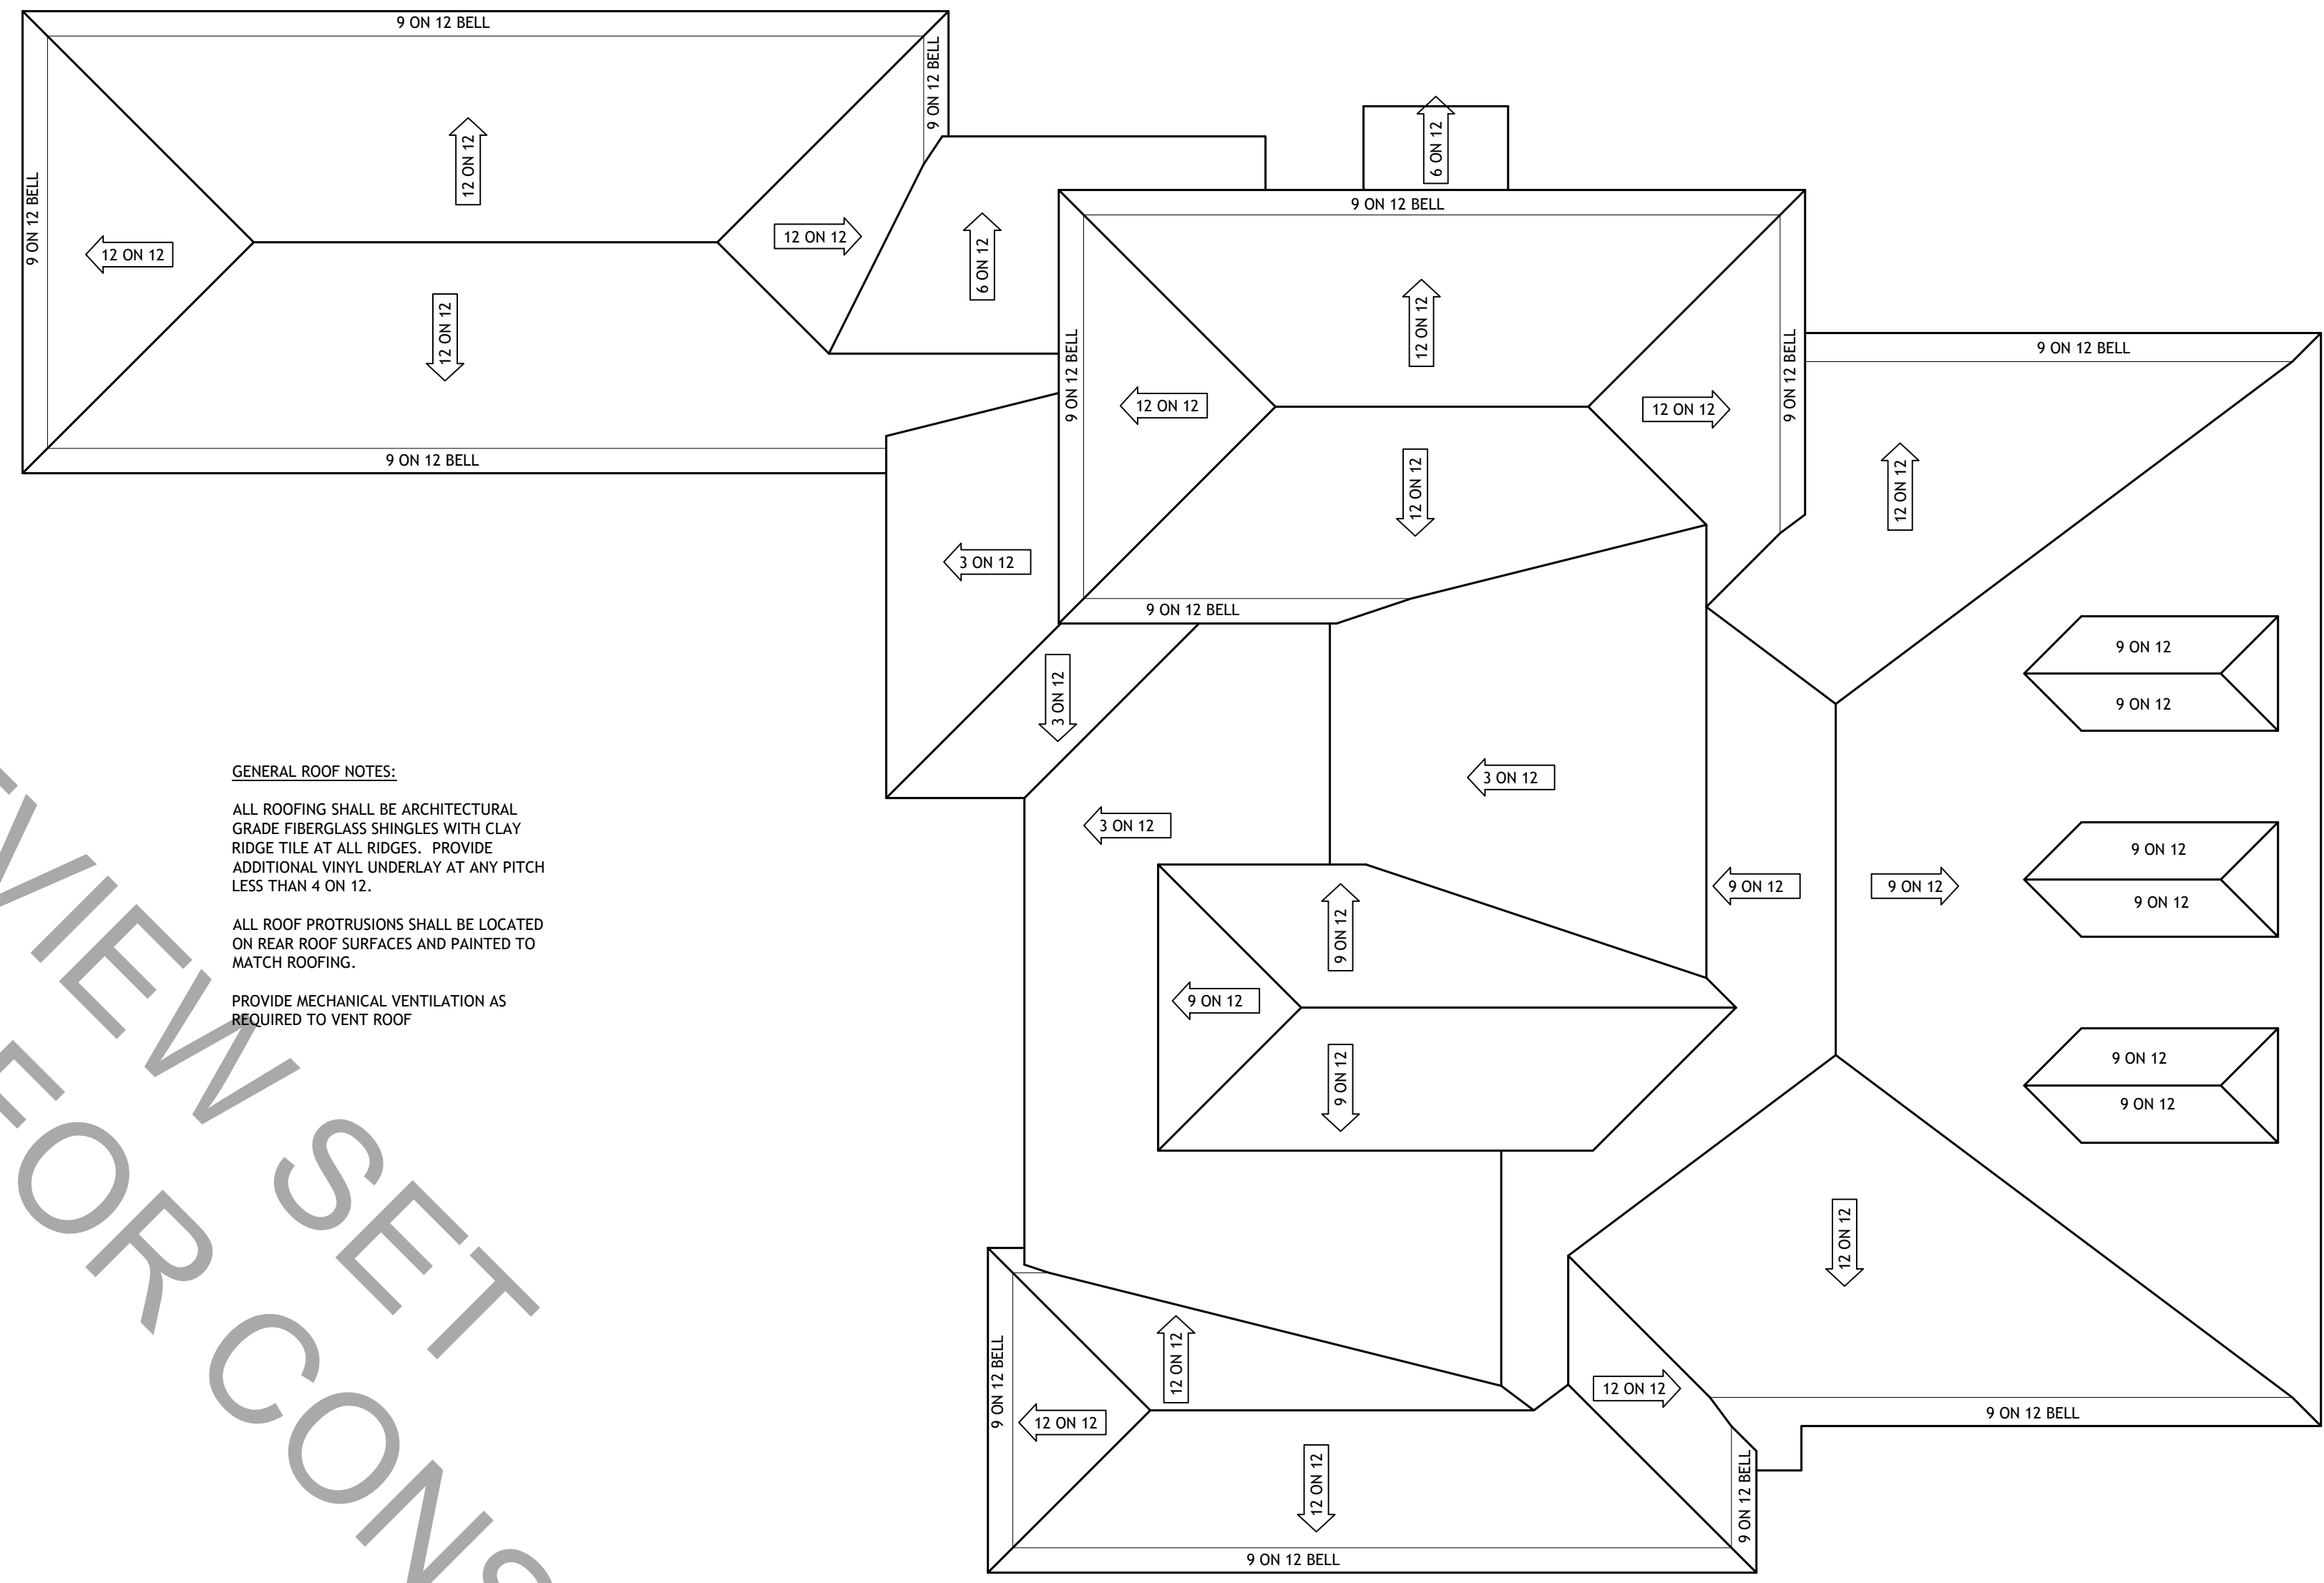 9 ON 12 BELL
9 ON 12 BELL
9 ON 12 BELL
12 ON 12
12 ON 12
12 ON 12
12 ON 12
9 ON 12 BELL
6 ON 12
6 ON 12
9 ON 12 BELL
9 ON 12 BELL
9 ON 12 BELL
12 ON 12
12 ON 12
12 ON 12
12 ON 12
9 ON 12 BELL
9 ON 12 BELL
12 ON 12
3 ON 12
3 ON 12
3 ON 12
3 ON 12
9 ON 12
9 ON 12
9 ON 12
9 ON 12
9 ON 12
9 ON 12
9 ON 12
9 ON 12
9 ON 12
9 ON 12
9 ON 12
GENERAL ROOF NOTES:
ALL ROOFING SHALL BE ARCHITECTURAL
GRADE FIBERGLASS SHINGLES WITH CLAY
RIDGE TILE AT ALL RIDGES. PROVIDE
ADDITIONAL VINYL UNDERLAY AT ANY PITCH
LESS THAN 4 ON 12.
ALL ROOF PROTRUSIONS SHALL BE LOCATED
ON REAR ROOF SURFACES AND PAINTED TO
MATCH ROOFING.
PROVIDE MECHANICAL VENTILATION AS
REQUIRED TO VENT ROOF
12 ON 12
12 ON 12
12 ON 12
12 ON 12
12 ON 12
9 ON 12 BELL
9 ON 12 BELL
9 ON 12 BELL
9 ON 12 BELL
SET
FOR